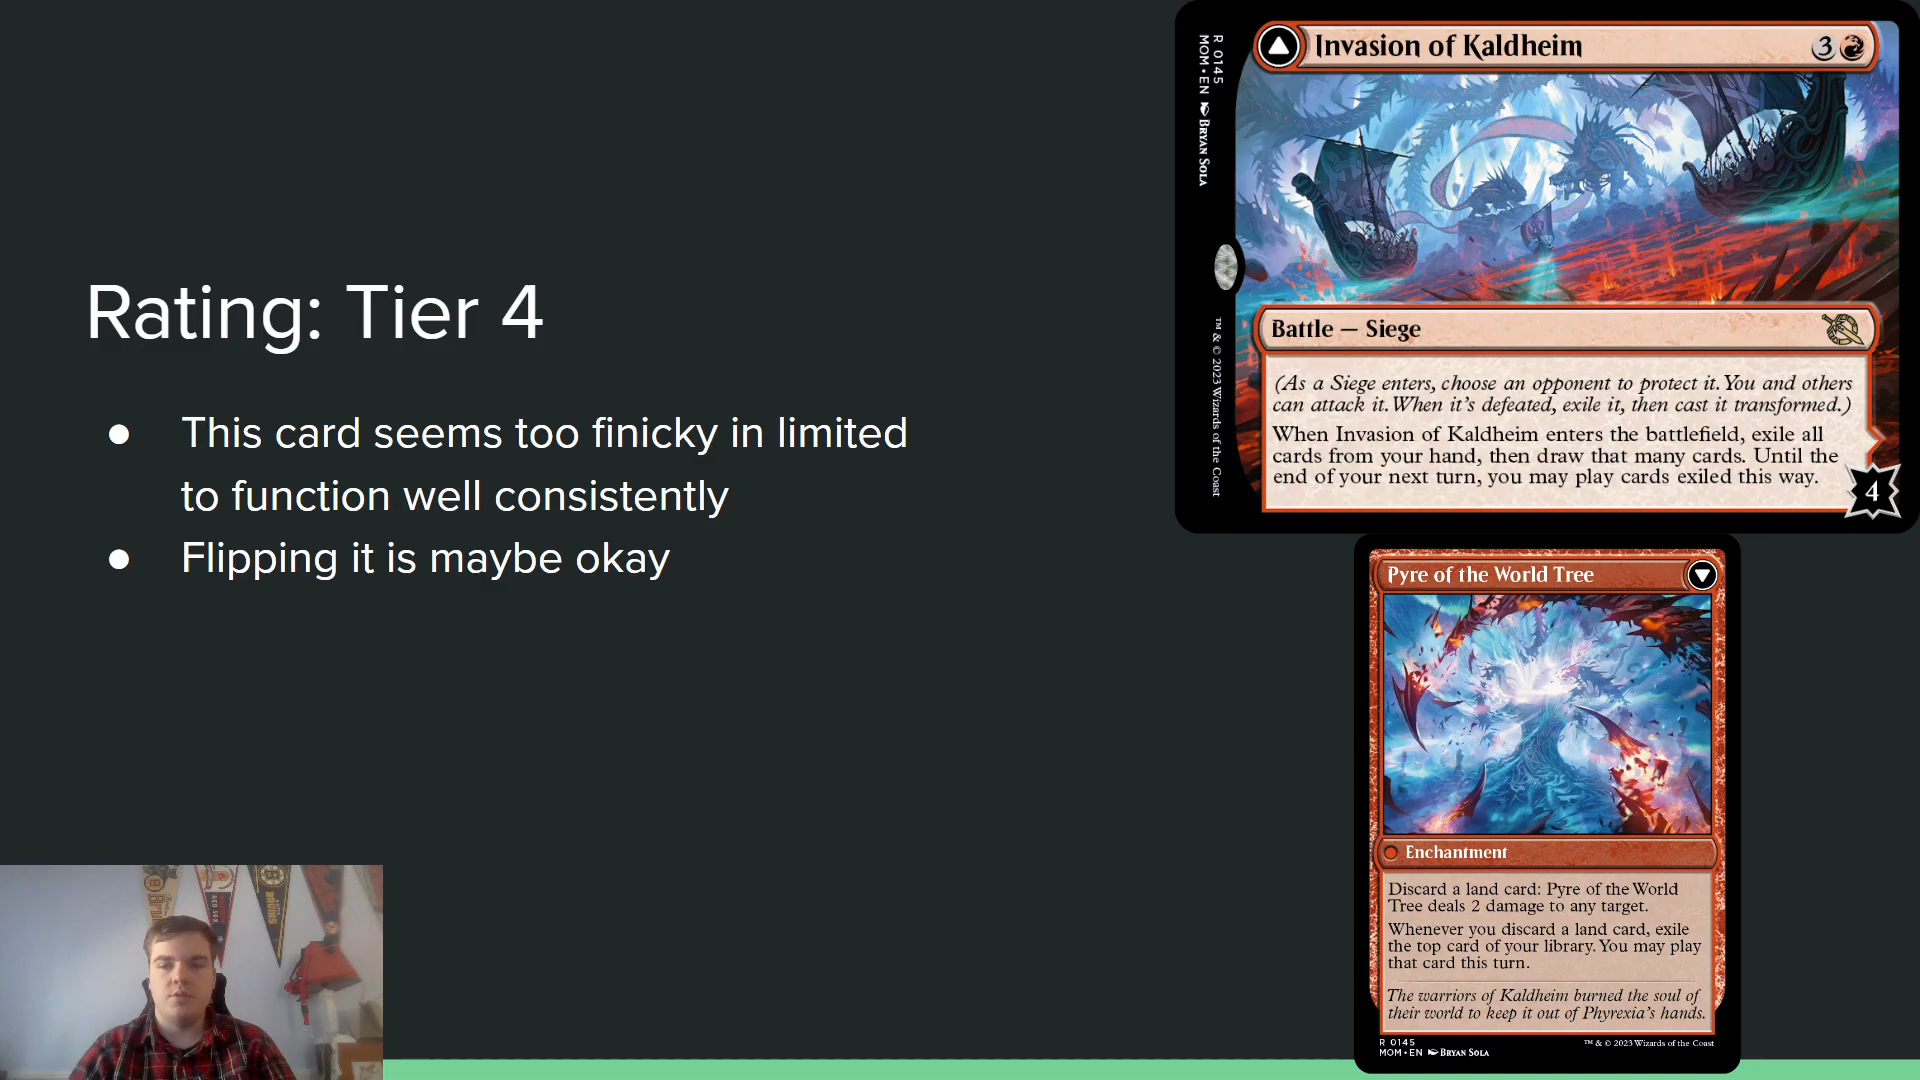 Rating: Tier 4
● This card seems too finicky in limited
to function well consistently
● Flipping it is maybe okay
R 0145
MOM • EN BRYAN SOLA
™ & © 2023 Wizards of the Coast
Invasion of Kaldheim 3
Battle — Siege
(As a Siege enters, choose an opponent to protect it. You and others
can attack it. When it's defeated, exile it, then cast it transformed.)
When Invasion of Kaldheim enters the battlefield, exile all
cards from your hand, then draw that many cards. Until the
end of your next turn, you may play cards exiled this way.
4
Pyre of the World Tree
Enchantment
Discard a land card: Pyre of the World
Tree deals 2 damage to any target.
Whenever you discard a land card, exile
the top card of your library. You may play
that card this turn.
The warriors of Kaldheim burned the soul of
their world to keep it out of Phyrexia's hands.
R 0145
MOM • EN BRYAN SOLA
™ & © 2023 Wizards of the Coast
RED SOX
BRUINS